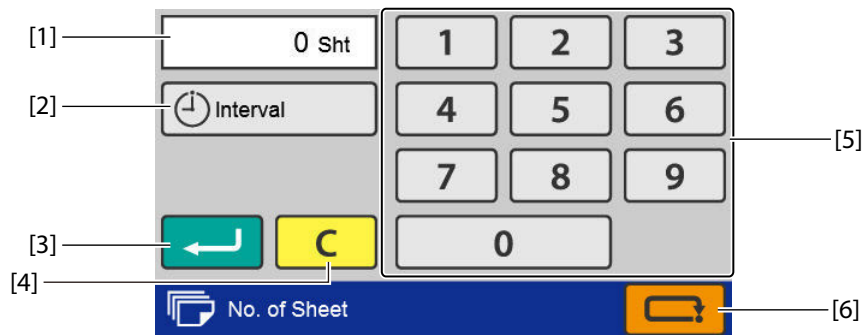 [1] 0 Sht 1 2 3
[2] Interval 4 5 6
[5]
7 8 9
[3] C 0
[4]
No. of Sheet [6]